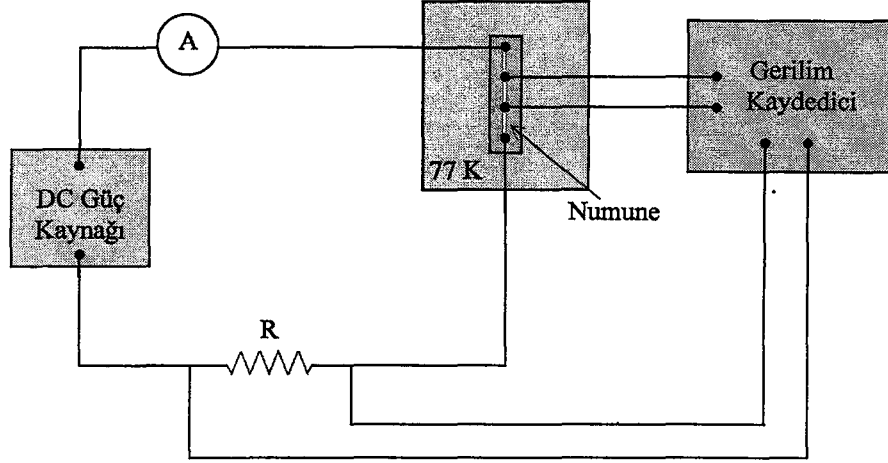 A
Gerilim
Kaydedici
77 K
DC Güç
Kaynağı
Numune
R